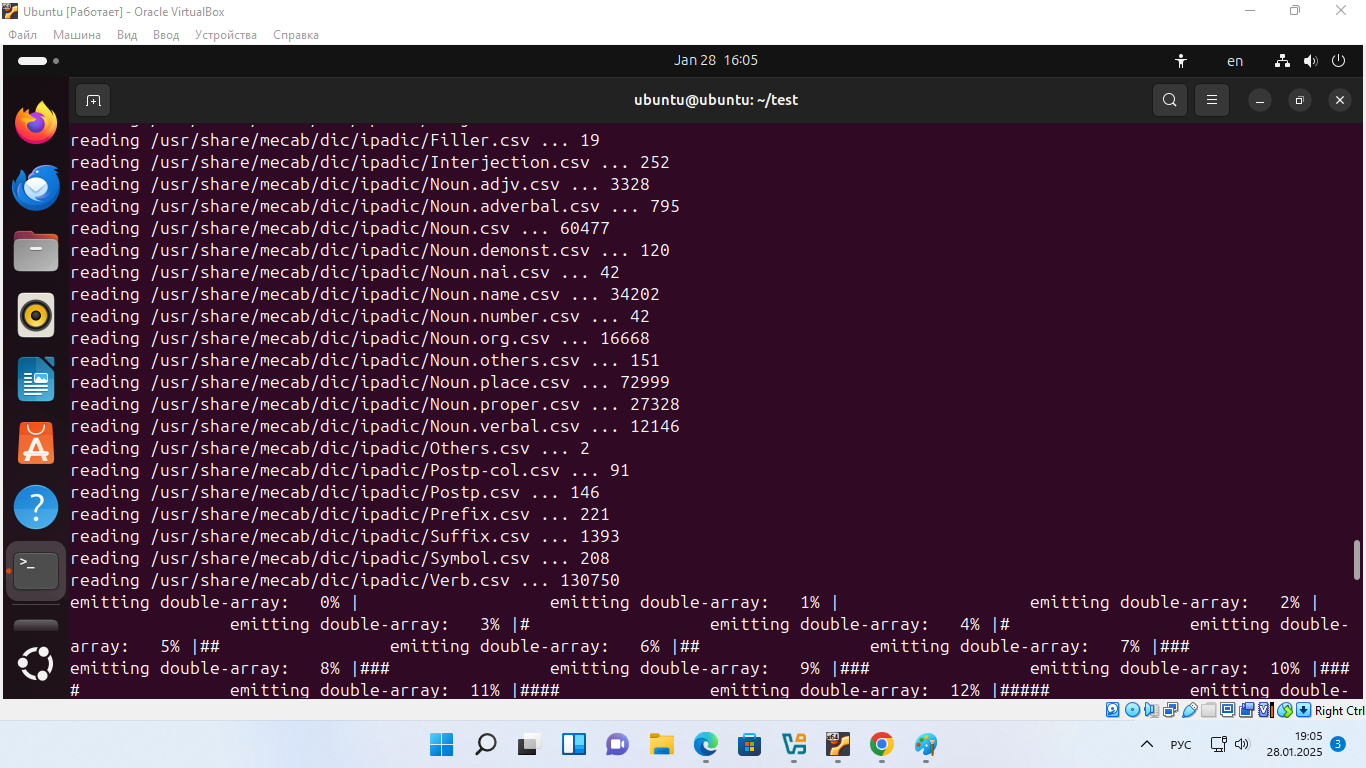 Ubuntu [Работает] - Oracle VirtualBox
Файл Машина Вид Ввод Устройства Справка
Jan 28 16:05
en
ubuntu@ubuntu: ~/test
reading /usr/share/mecab/dic/ipadic/Filler.csv ... 19
reading /usr/share/mecab/dic/ipadic/Interjection.csv ... 252
reading /usr/share/mecab/dic/ipadic/Noun.adjv.csv ... 3328
reading /usr/share/mecab/dic/ipadic/Noun.adverbal.csv ... 795
reading /usr/share/mecab/dic/ipadic/Noun.csv ... 60477
reading /usr/share/mecab/dic/ipadic/Noun.demonst.csv ... 120
reading /usr/share/mecab/dic/ipadic/Noun.nai.csv ... 42
reading /usr/share/mecab/dic/ipadic/Noun.name.csv ... 34202
reading /usr/share/mecab/dic/ipadic/Noun.number.csv ... 42
reading /usr/share/mecab/dic/ipadic/Noun.org.csv ... 16668
reading /usr/share/mecab/dic/ipadic/Noun.others.csv ... 151
reading /usr/share/mecab/dic/ipadic/Noun.place.csv ... 72999
reading /usr/share/mecab/dic/ipadic/Noun.proper.csv ... 27328
reading /usr/share/mecab/dic/ipadic/Noun.verbal.csv ... 12146
reading /usr/share/mecab/dic/ipadic/Others.csv ... 2
reading /usr/share/mecab/dic/ipadic/Postp-col.csv ... 91
reading /usr/share/mecab/dic/ipadic/Postp.csv ... 146
reading /usr/share/mecab/dic/ipadic/Prefix.csv ... 221
reading /usr/share/mecab/dic/ipadic/Suffix.csv ... 1393
reading /usr/share/mecab/dic/ipadic/Symbol.csv ... 208
reading /usr/share/mecab/dic/ipadic/Verb.csv ... 130750
emitting double-array:   0% |                   emitting double-array:   1% |                   emitting double-array:   2% |
                emitting double-array:   3% |#                  emitting double-array:   4% |#                  emitting double-
array:   5% |##                 emitting double-array:   6% |##                 emitting double-array:   7% |###
emitting double-array:   8% |###                emitting double-array:   9% |###                emitting double-array:  10% |###
#               emitting double-array:  11% |####               emitting double-array:  12% |#####              emitting double-
Right Ctrl
РУС
19:05
28.01.2025
3